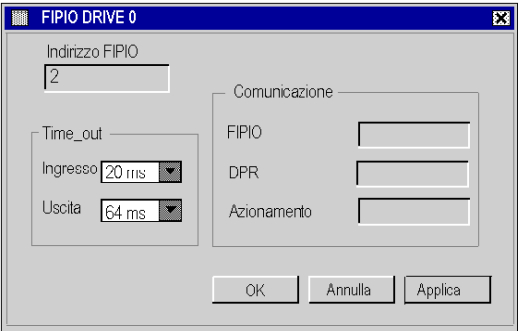 FIPIO DRIVE 0
Indirizzo FIPIO
2
Comunicazione
Time_out
FIPIO
Ingresso 20 ms
DPR
Uscita 64 ms
Azionamento
OK Annulla Applica